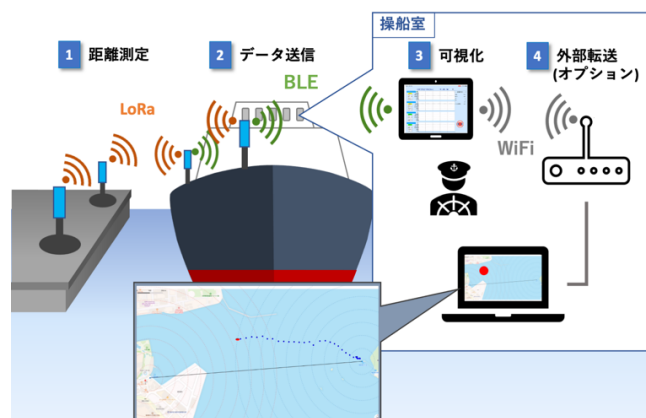 操船室
1 距離測定
2 データ送信
3 可視化
4 外部転送
(オプション)
BLE
LoRa
WiFi